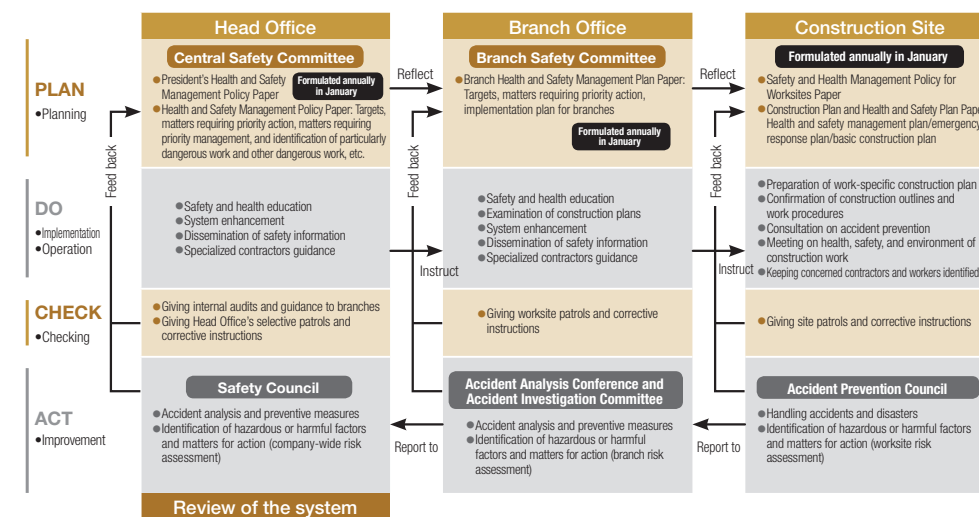 Head Office
Branch Office
Construction Site
PLAN
•Planning
Central Safety Committee
●President's Health and Safety
Management Policy Paper
Formulated annually
in January
●Health and Safety Management Policy Paper: Targets,
matters requiring priority action, matters requiring
priority management, and identification of particularly
dangerous work and other dangerous work, etc.
Reflect
Branch Safety Committee
●Branch Health and Safety Management Plan Paper:
Targets, matters requiring priority action,
implementation plan for branches
Formulated annually
in January
Reflect
Formulated annually in January
●Safety and Health Management Policy for
Worksites Paper
●Construction Plan and Health and Safety Plan Pape
Health and safety management plan/emergency
response plan/basic construction plan
Feed back
Feed back
Feed back
DO
•Implementation
•Operation
●Safety and health education
●System enhancement
●Dissemination of safety information
●Specialized contractors guidance
Instruct
●Safety and health education
●Examination of construction plans
●System enhancement
●Dissemination of safety information
●Specialized contractors guidance
Instruct
●Preparation of work-specific construction plan
●Confirmation of construction outlines and
work procedures
●Consultation on accident prevention
●Meeting on health, safety, and environment of
construction work
●Keeping concerned contractors and workers identified
CHECK
•Checking
●Giving internal audits and guidance to branches
●Giving Head Office's selective patrols and
corrective instructions
●Giving worksite patrols and corrective
instructions
●Giving site patrols and corrective instructions
ACT
•Improvement
Safety Council
●Accident analysis and preventive measures
●Identification of hazardous or harmful factors
and matters for action (company-wide risk
assessment)
Report to
Accident Analysis Conference and
Accident Investigation Committee
●Accident analysis and preventive measures
●Identification of hazardous or harmful
factors and matters for action (branch risk
assessment)
Report to
Accident Prevention Council
●Handling accidents and disasters
●Identification of hazardous or harmful factors
and matters for action (worksite risk
assessment)
Review of the system